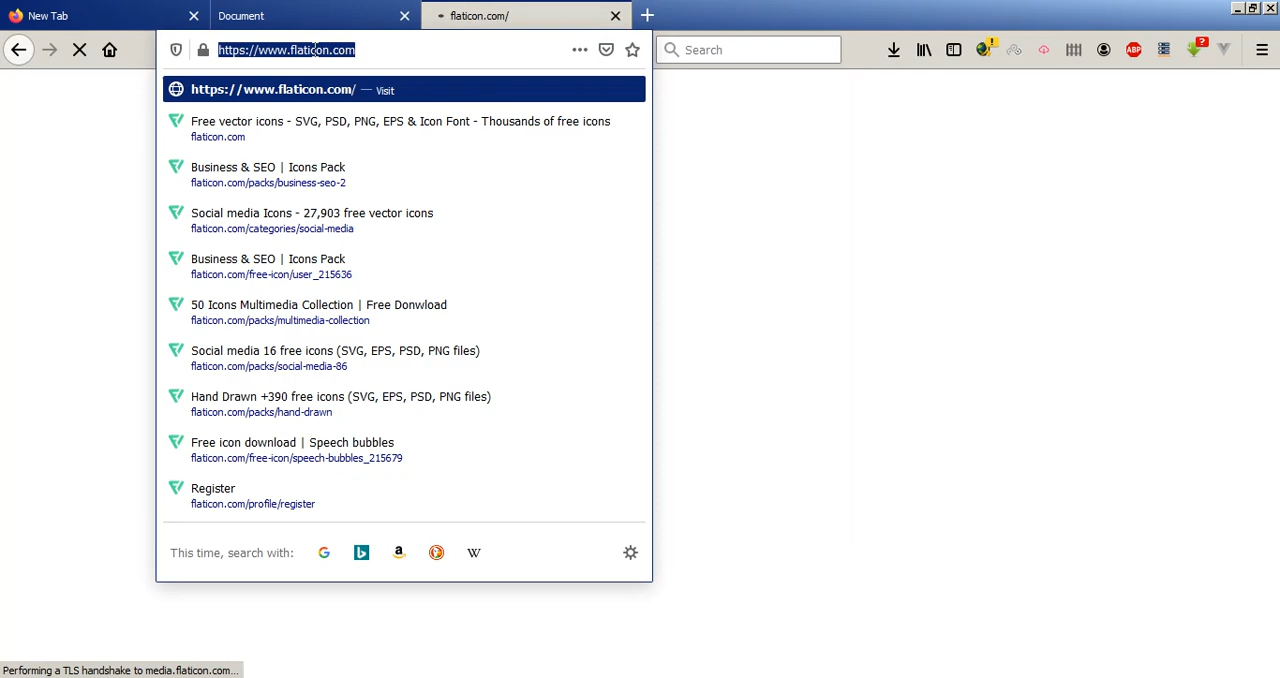 New Tab
Document
flaticon.com/
https://www.flaticon.com
Search
ABP
https://www.flaticon.com/ — Visit
Free vector icons - SVG, PSD, PNG, EPS & Icon Font - Thousands of free icons
flaticon.com
Business & SEO | Icons Pack
flaticon.com/packs/business-seo-2
Social media Icons - 27,903 free vector icons
flaticon.com/categories/social-media
Business & SEO | Icons Pack
flaticon.com/free-icon/user_215636
50 Icons Multimedia Collection | Free Donwload
flaticon.com/packs/multimedia-collection
Social media 16 free icons (SVG, EPS, PSD, PNG files)
flaticon.com/packs/social-media-86
Hand Drawn +390 free icons (SVG, EPS, PSD, PNG files)
flaticon.com/packs/hand-drawn
Free icon download | Speech bubbles
flaticon.com/free-icon/speech-bubbles_215679
Register
flaticon.com/profile/register
This time, search with:
Performing a TLS handshake to media.flaticon.com...